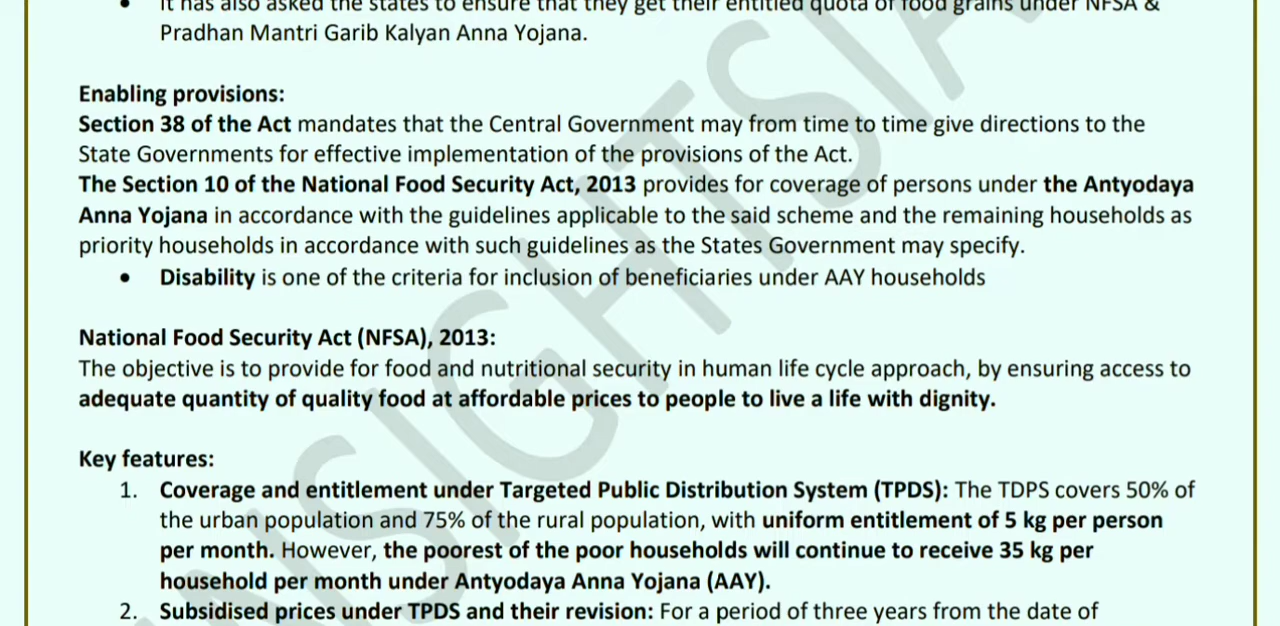 It has also asked the states to ensure that they get their entitled quota of food grains under NFSA &
Pradhan Mantri Garib Kalyan Anna Yojana.
Enabling provisions:
Section 38 of the Act mandates that the Central Government may from time to time give directions to the
State Governments for effective implementation of the provisions of the Act.
The Section 10 of the National Food Security Act, 2013 provides for coverage of persons under the Antyodaya
Anna Yojana in accordance with the guidelines applicable to the said scheme and the remaining households as
priority households in accordance with such guidelines as the States Government may specify.
• Disability is one of the criteria for inclusion of beneficiaries under AAY households
National Food Security Act (NFSA), 2013:
The objective is to provide for food and nutritional security in human life cycle approach, by ensuring access to
adequate quantity of quality food at affordable prices to people to live a life with dignity.
Key features:
1. Coverage and entitlement under Targeted Public Distribution System (TPDS): The TDPS covers 50% of
the urban population and 75% of the rural population, with uniform entitlement of 5 kg per person
per month. However, the poorest of the poor households will continue to receive 35 kg per
household per month under Antyodaya Anna Yojana (AAY).
2. Subsidised prices under TPDS and their revision: For a period of three years from the date of
INSIGHTSIA